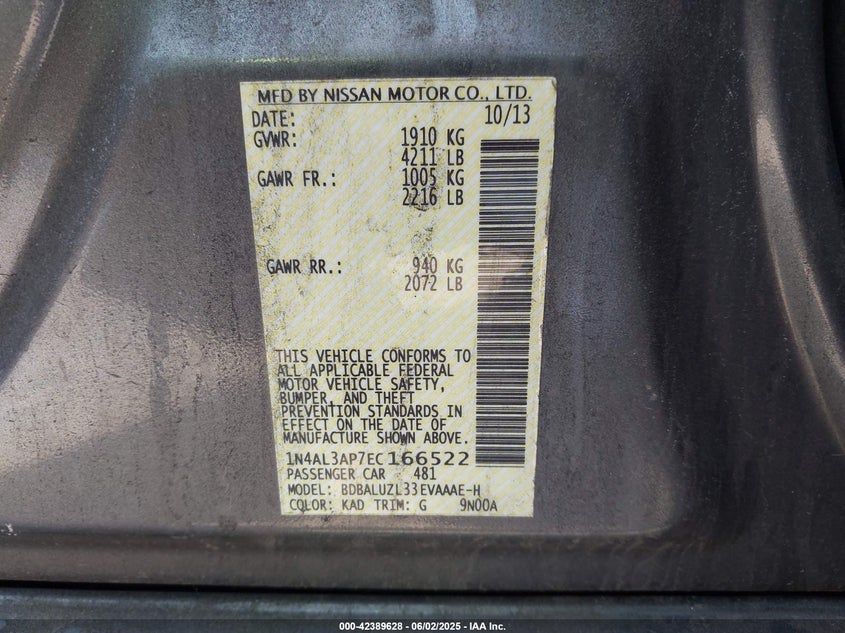 MFD BY NISSAN MOTOR CO., LTD.
DATE: 10/13
GVWR: 1910 KG
4211 LB
GAWR FR.: 1005 KG
2216 LB
GAWR RR.: 940 KG
2072 LB
THIS VEHICLE CONFORMS TO
ALL APPLICABLE FEDERAL
MOTOR VEHICLE SAFETY,
BUMPER, AND THEFT
PREVENTION STANDARDS IN
EFFECT ON THE DATE OF
MANUFACTURE SHOWN ABOVE.
1N4AL3AP7EC166522
PASSENGER CAR 481
MODEL: BDBALUZL33EVAAAE-H
COLOR: KAD TRIM: G 9N00A
000-42389628 - 06/02/2025 - IAA Inc.